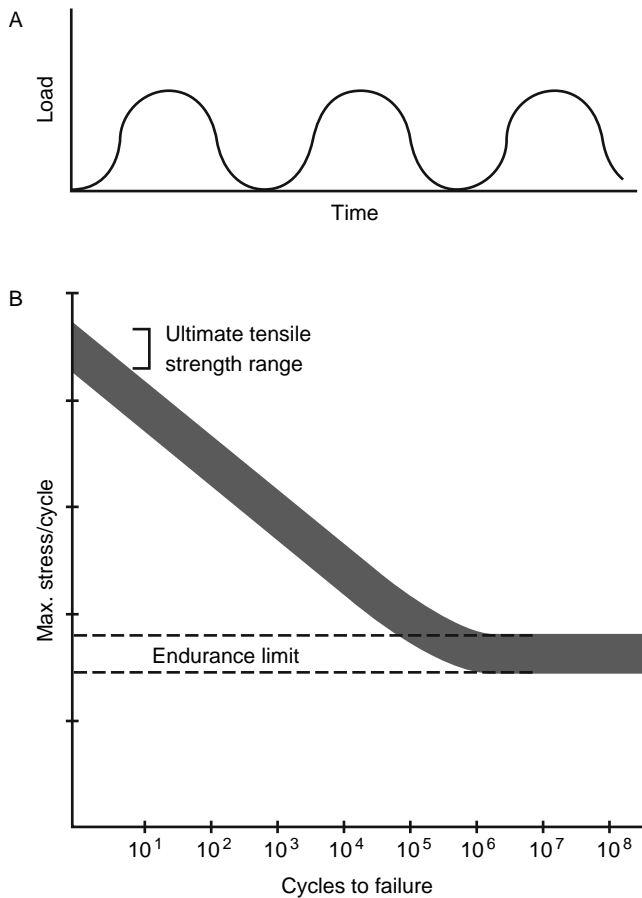 A
Load
Time
B
Ultimate tensile
strength range
Max. stress/cycle
Endurance limit
10¹ 10² 10³ 10⁴ 10⁵ 10⁶ 10⁷ 10⁸
Cycles to failure